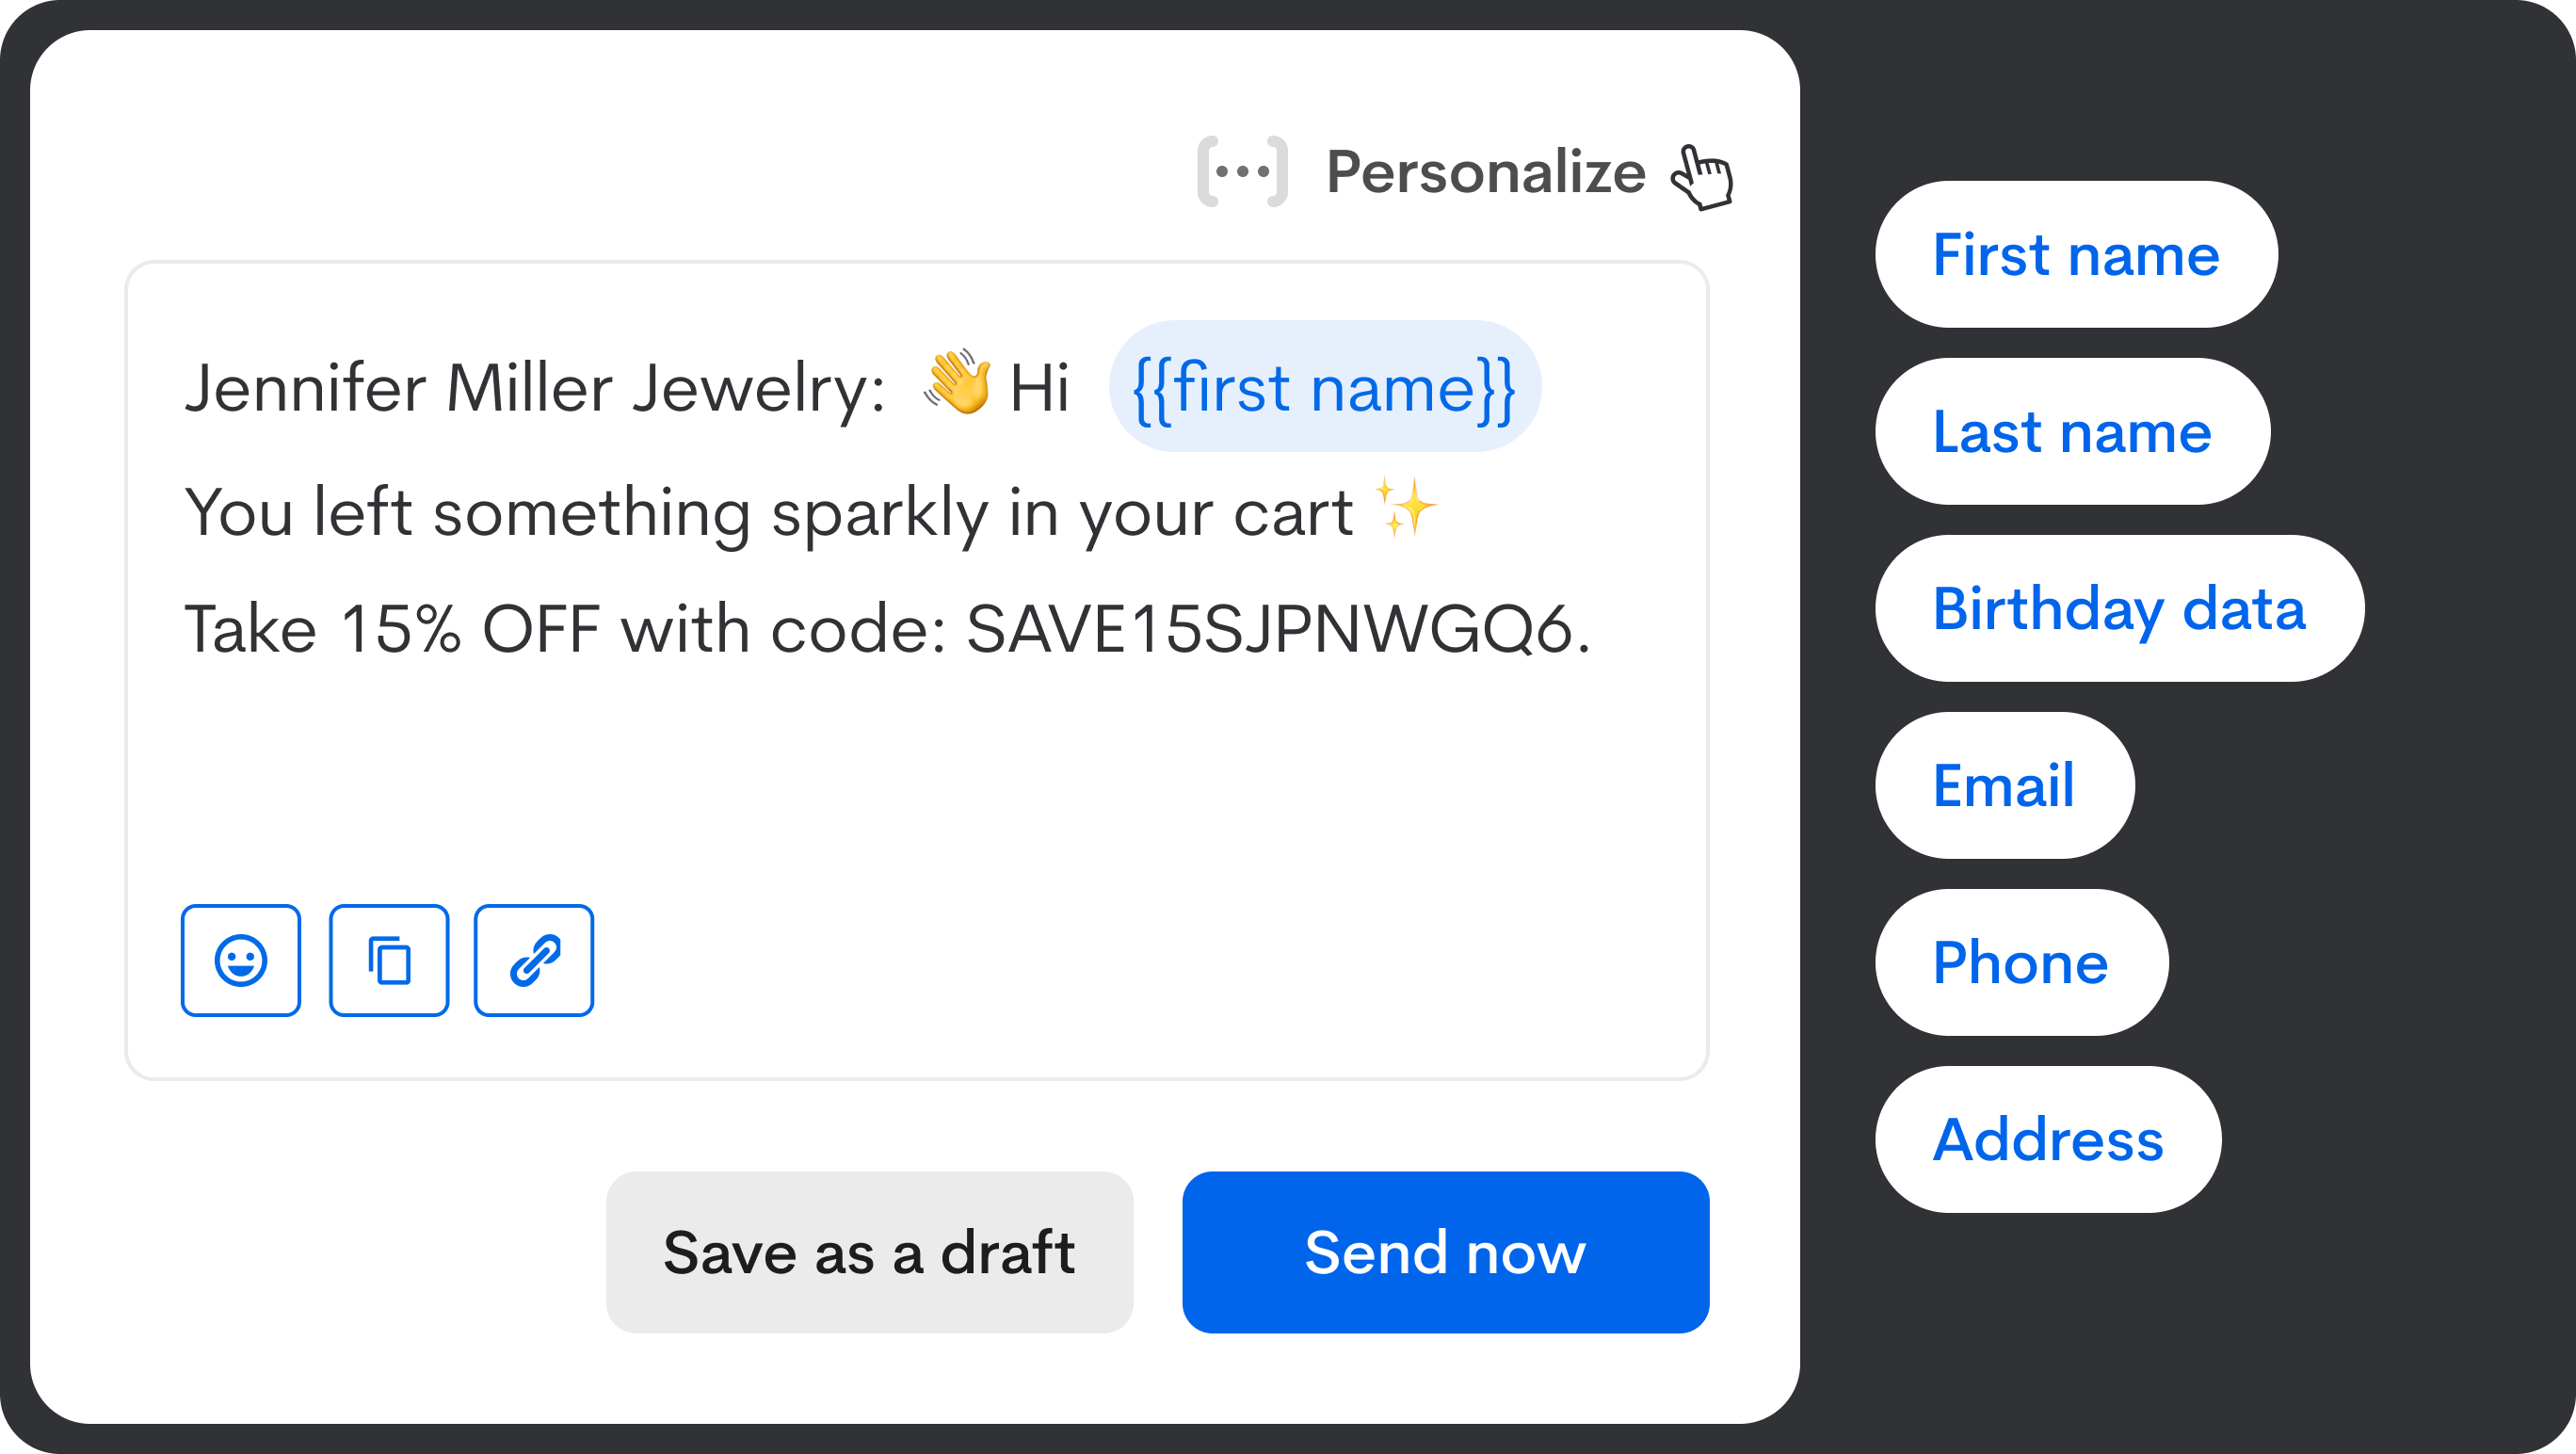 Personalize
Jennifer Miller Jewelry: 👋 Hi {{first name}}
You left something sparkly in your cart ✨
Take 15% OFF with code: SAVE15SJPNWGQ6.
Save as a draft
Send now
First name
Last name
Birthday data
Email
Phone
Address